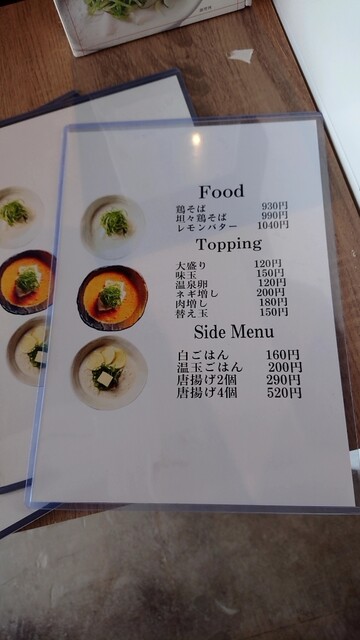 Food
鶏そば 930円
坦々鶏そば 990円
レモンバター 1040円
Topping
大盛り 120円
味玉 150円
温泉卵 120円
ネギ増し 200円
肉増し 180円
替え玉 150円
Side Menu
白ごはん 160円
温玉ごはん 200円
唐揚げ2個 290円
唐揚げ4個 520円